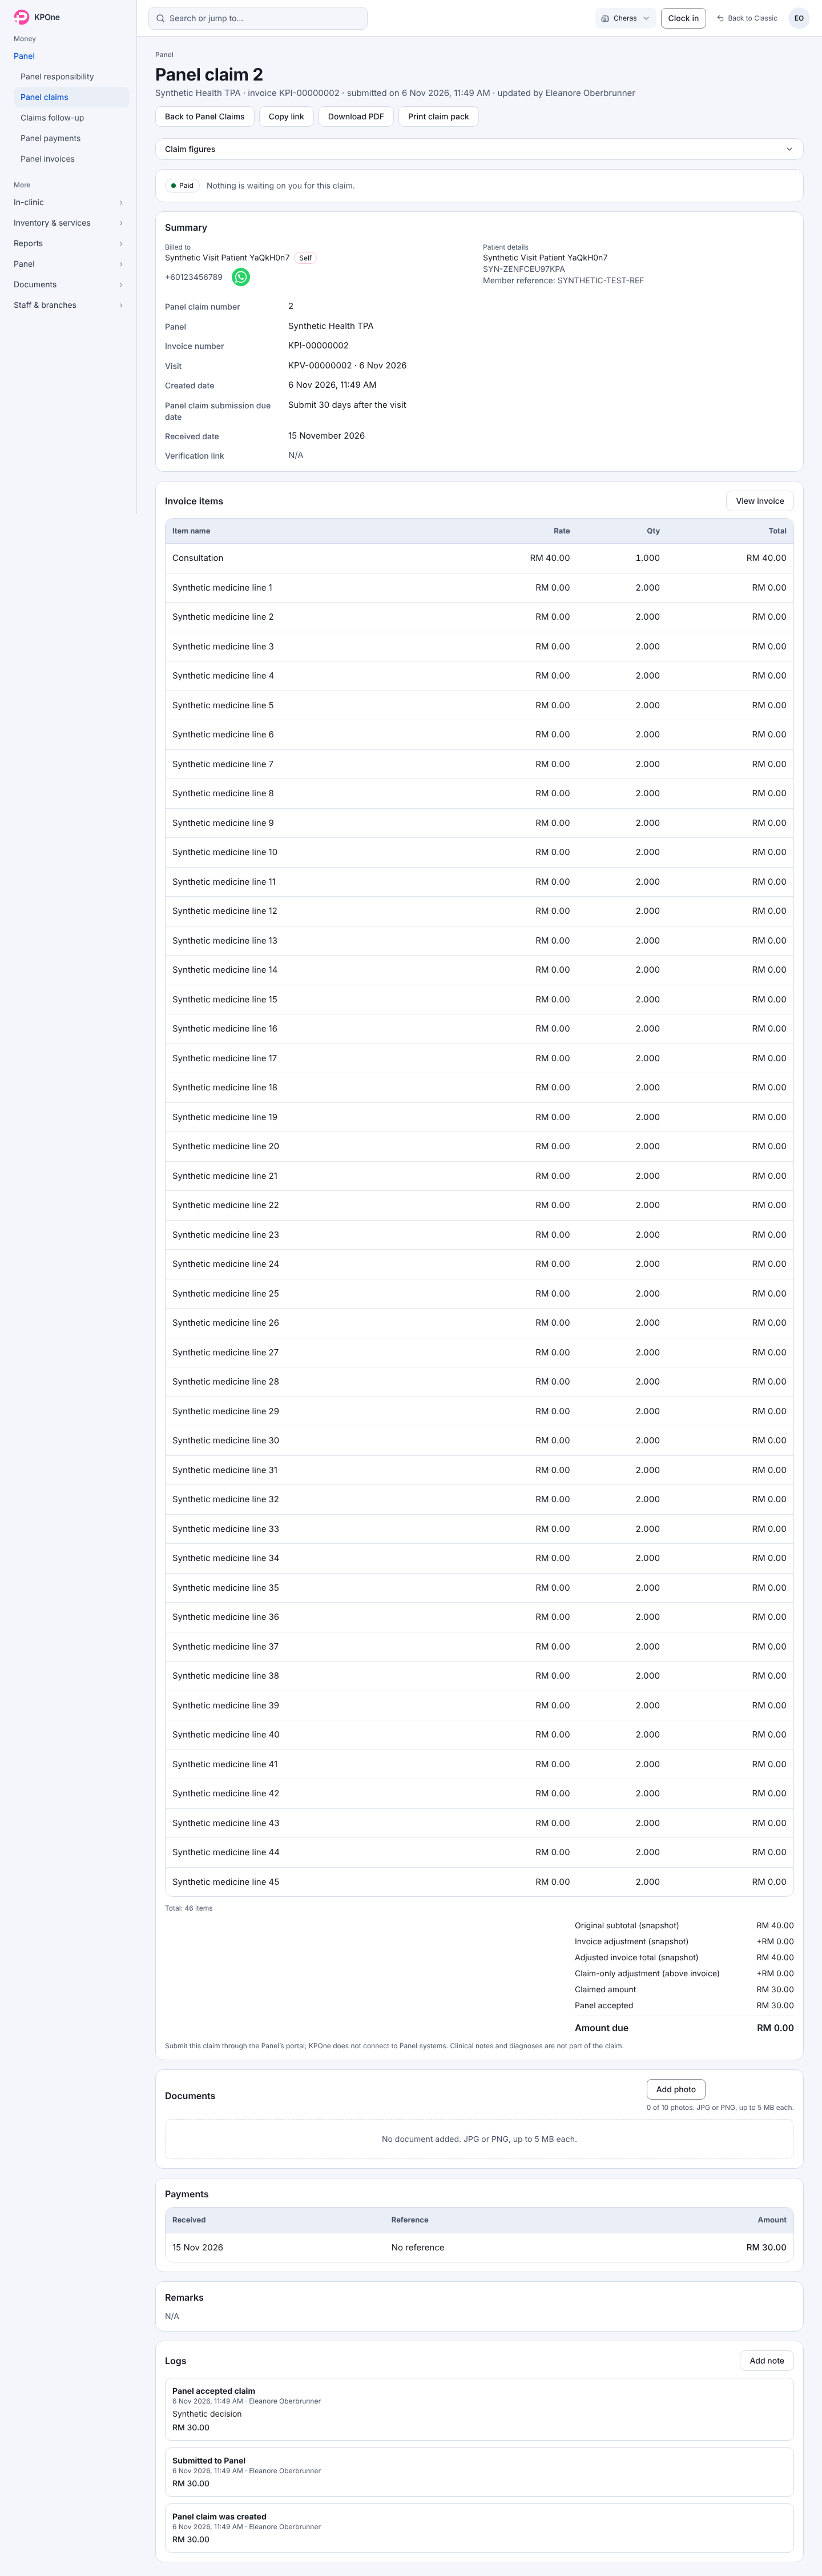 KPOne
Money
Panel
Panel responsibility
Panel claims
Claims follow-up
Panel payments
Panel invoices
More
In-clinic
Inventory & services
Reports
Panel
Documents
Staff & branches
Search or jump to...
Cheras
Clock in
Back to Classic
EO
Panel
Panel claim 2
Synthetic Health TPA · invoice KPI-00000002 · submitted on 6 Nov 2026, 11:49 AM · updated by Eleanore Oberbrunner
Back to Panel Claims
Copy link
Download PDF
Print claim pack
Claim figures
Paid
Nothing is waiting on you for this claim.
Summary
Billed to
Synthetic Visit Patient YaQkH0n7 Self
+60123456789
Patient details
Synthetic Visit Patient YaQkH0n7
SYN-ZENFCEU97KPA
Member reference: SYNTHETIC-TEST-REF
Panel claim number 2
Panel Synthetic Health TPA
Invoice number KPI-00000002
Visit KPV-00000002 · 6 Nov 2026
Created date 6 Nov 2026, 11:49 AM
Panel claim submission due date Submit 30 days after the visit
Received date 15 November 2026
Verification link N/A
Invoice items
View invoice
Item name Rate Qty Total
Consultation RM 40.00 1.000 RM 40.00
Synthetic medicine line 1 RM 0.00 2.000 RM 0.00
Synthetic medicine line 2 RM 0.00 2.000 RM 0.00
Synthetic medicine line 3 RM 0.00 2.000 RM 0.00
Synthetic medicine line 4 RM 0.00 2.000 RM 0.00
Synthetic medicine line 5 RM 0.00 2.000 RM 0.00
Synthetic medicine line 6 RM 0.00 2.000 RM 0.00
Synthetic medicine line 7 RM 0.00 2.000 RM 0.00
Synthetic medicine line 8 RM 0.00 2.000 RM 0.00
Synthetic medicine line 9 RM 0.00 2.000 RM 0.00
Synthetic medicine line 10 RM 0.00 2.000 RM 0.00
Synthetic medicine line 11 RM 0.00 2.000 RM 0.00
Synthetic medicine line 12 RM 0.00 2.000 RM 0.00
Synthetic medicine line 13 RM 0.00 2.000 RM 0.00
Synthetic medicine line 14 RM 0.00 2.000 RM 0.00
Synthetic medicine line 15 RM 0.00 2.000 RM 0.00
Synthetic medicine line 16 RM 0.00 2.000 RM 0.00
Synthetic medicine line 17 RM 0.00 2.000 RM 0.00
Synthetic medicine line 18 RM 0.00 2.000 RM 0.00
Synthetic medicine line 19 RM 0.00 2.000 RM 0.00
Synthetic medicine line 20 RM 0.00 2.000 RM 0.00
Synthetic medicine line 21 RM 0.00 2.000 RM 0.00
Synthetic medicine line 22 RM 0.00 2.000 RM 0.00
Synthetic medicine line 23 RM 0.00 2.000 RM 0.00
Synthetic medicine line 24 RM 0.00 2.000 RM 0.00
Synthetic medicine line 25 RM 0.00 2.000 RM 0.00
Synthetic medicine line 26 RM 0.00 2.000 RM 0.00
Synthetic medicine line 27 RM 0.00 2.000 RM 0.00
Synthetic medicine line 28 RM 0.00 2.000 RM 0.00
Synthetic medicine line 29 RM 0.00 2.000 RM 0.00
Synthetic medicine line 30 RM 0.00 2.000 RM 0.00
Synthetic medicine line 31 RM 0.00 2.000 RM 0.00
Synthetic medicine line 32 RM 0.00 2.000 RM 0.00
Synthetic medicine line 33 RM 0.00 2.000 RM 0.00
Synthetic medicine line 34 RM 0.00 2.000 RM 0.00
Synthetic medicine line 35 RM 0.00 2.000 RM 0.00
Synthetic medicine line 36 RM 0.00 2.000 RM 0.00
Synthetic medicine line 37 RM 0.00 2.000 RM 0.00
Synthetic medicine line 38 RM 0.00 2.000 RM 0.00
Synthetic medicine line 39 RM 0.00 2.000 RM 0.00
Synthetic medicine line 40 RM 0.00 2.000 RM 0.00
Synthetic medicine line 41 RM 0.00 2.000 RM 0.00
Synthetic medicine line 42 RM 0.00 2.000 RM 0.00
Synthetic medicine line 43 RM 0.00 2.000 RM 0.00
Synthetic medicine line 44 RM 0.00 2.000 RM 0.00
Synthetic medicine line 45 RM 0.00 2.000 RM 0.00
Total: 46 items
Original subtotal (snapshot) RM 40.00
Invoice adjustment (snapshot) +RM 0.00
Adjusted invoice total (snapshot) RM 40.00
Claim-only adjustment (above invoice) +RM 0.00
Claimed amount RM 30.00
Panel accepted RM 30.00
Amount due RM 0.00
Submit this claim through the Panel's portal; KPOne does not connect to Panel systems. Clinical notes and diagnoses are not part of the claim.
Documents
Add photo
0 of 10 photos. JPG or PNG, up to 5 MB each.
No document added. JPG or PNG, up to 5 MB each.
Payments
Received Reference Amount
15 Nov 2026 No reference RM 30.00
Remarks
N/A
Logs
Add note
Panel accepted claim
6 Nov 2026, 11:49 AM · Eleanore Oberbrunner
Synthetic decision
RM 30.00
Submitted to Panel
6 Nov 2026, 11:49 AM · Eleanore Oberbrunner
RM 30.00
Panel claim was created
6 Nov 2026, 11:49 AM · Eleanore Oberbrunner
RM 30.00